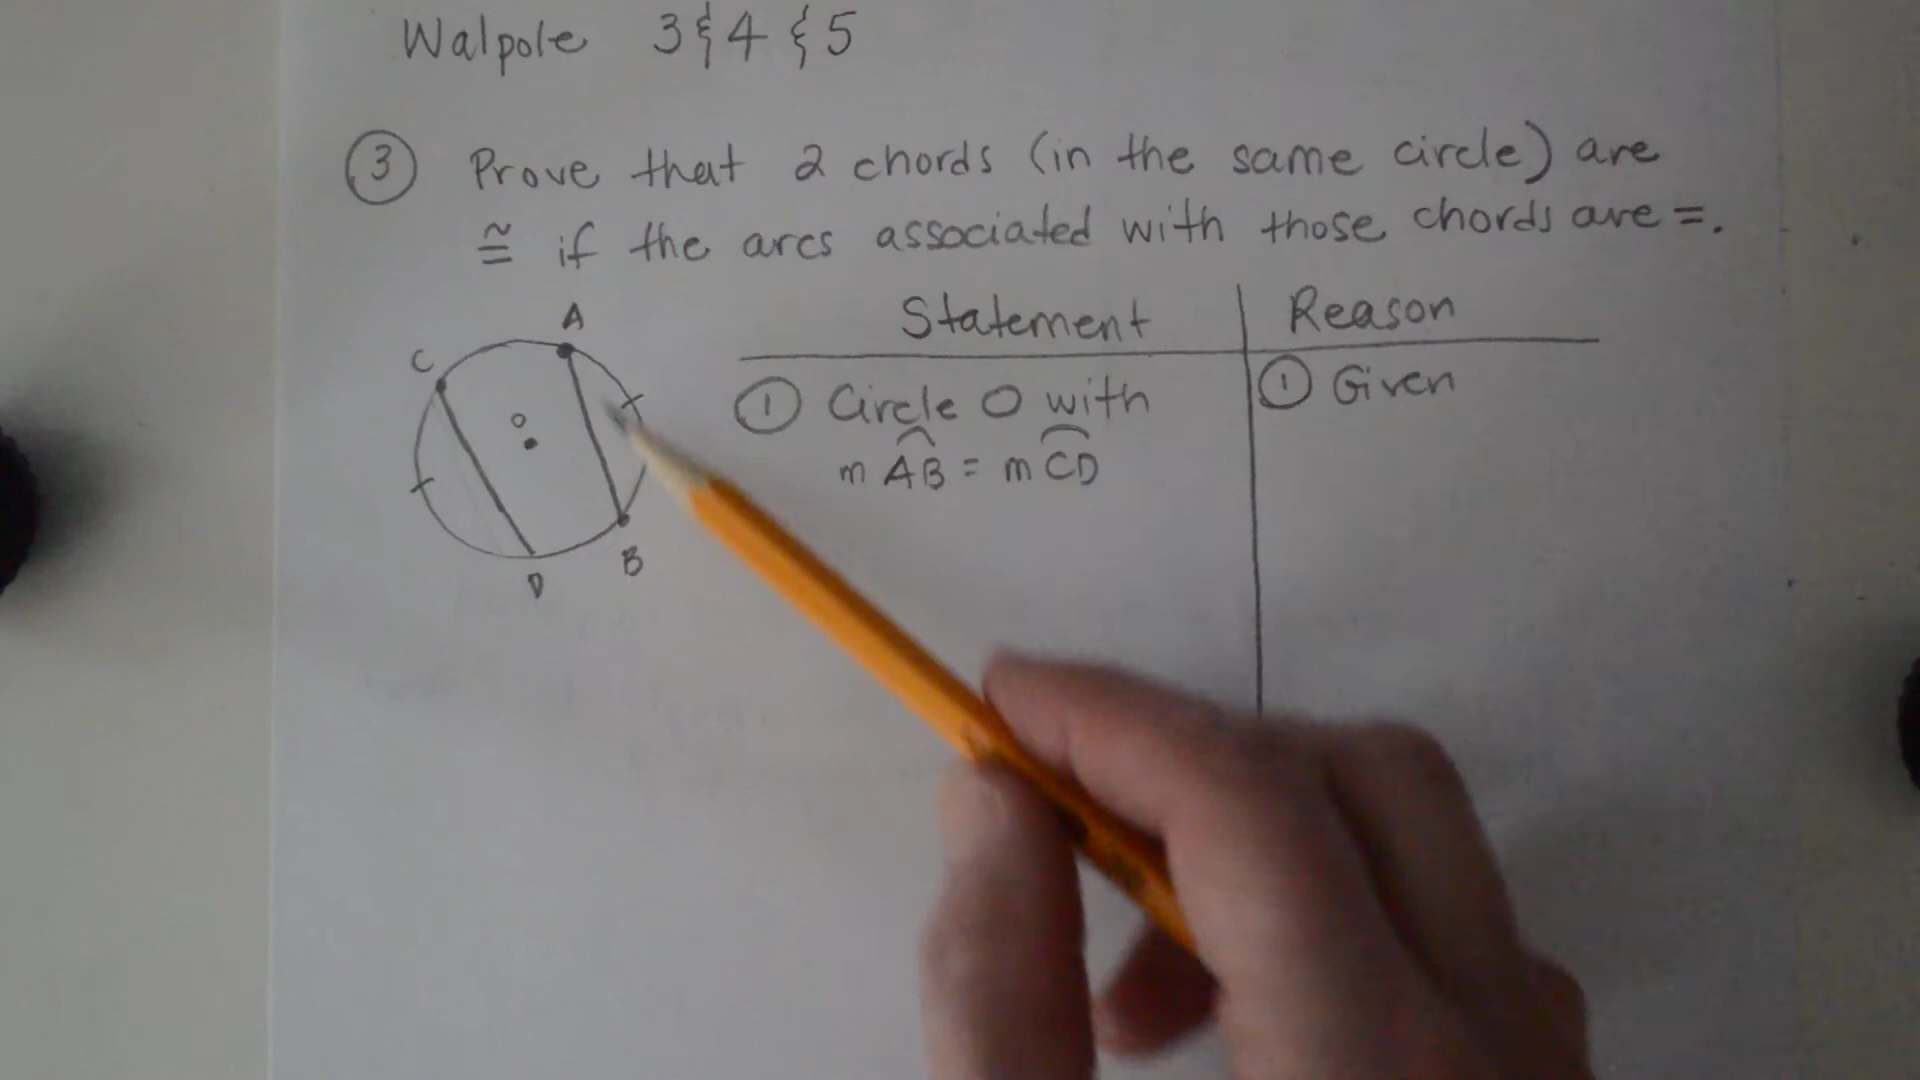 Walpole 3 & 4 & 5
③ Prove that 2 chords (in the same circle) are
≅ if the arcs associated with those chords are =.
Statement Reason
① Circle O with ① Given
m AB = m CD
A
C
O
B
D